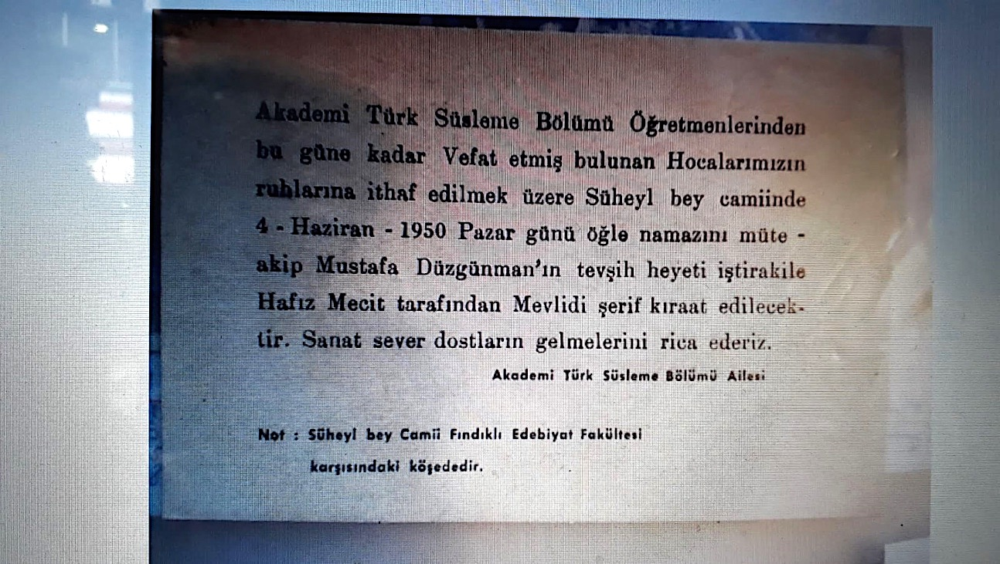 Akademi Türk Süsleme Bölümü Öğretmenlerinden
bu güne kadar Vefat etmiş bulunan Hocalarımızın
ruhlarına ithaf edilmek üzere Süheyl bey camiinde
4 - Haziran - 1950 Pazar günü öğle namazını müte -
akip Mustafa Düzgünman'ın tevşih heyeti iştirakile
Hafız Mecit tarafından Mevlidi şerif kıraat edilecek-
tir. Sanat sever dostların gelmelerini rica ederiz.
Akademi Türk Süsleme Bölümü Ailesi
Not : Süheyl bey Camii Fındıklı Edebiyat Fakültesi
karşısındaki köşededir.